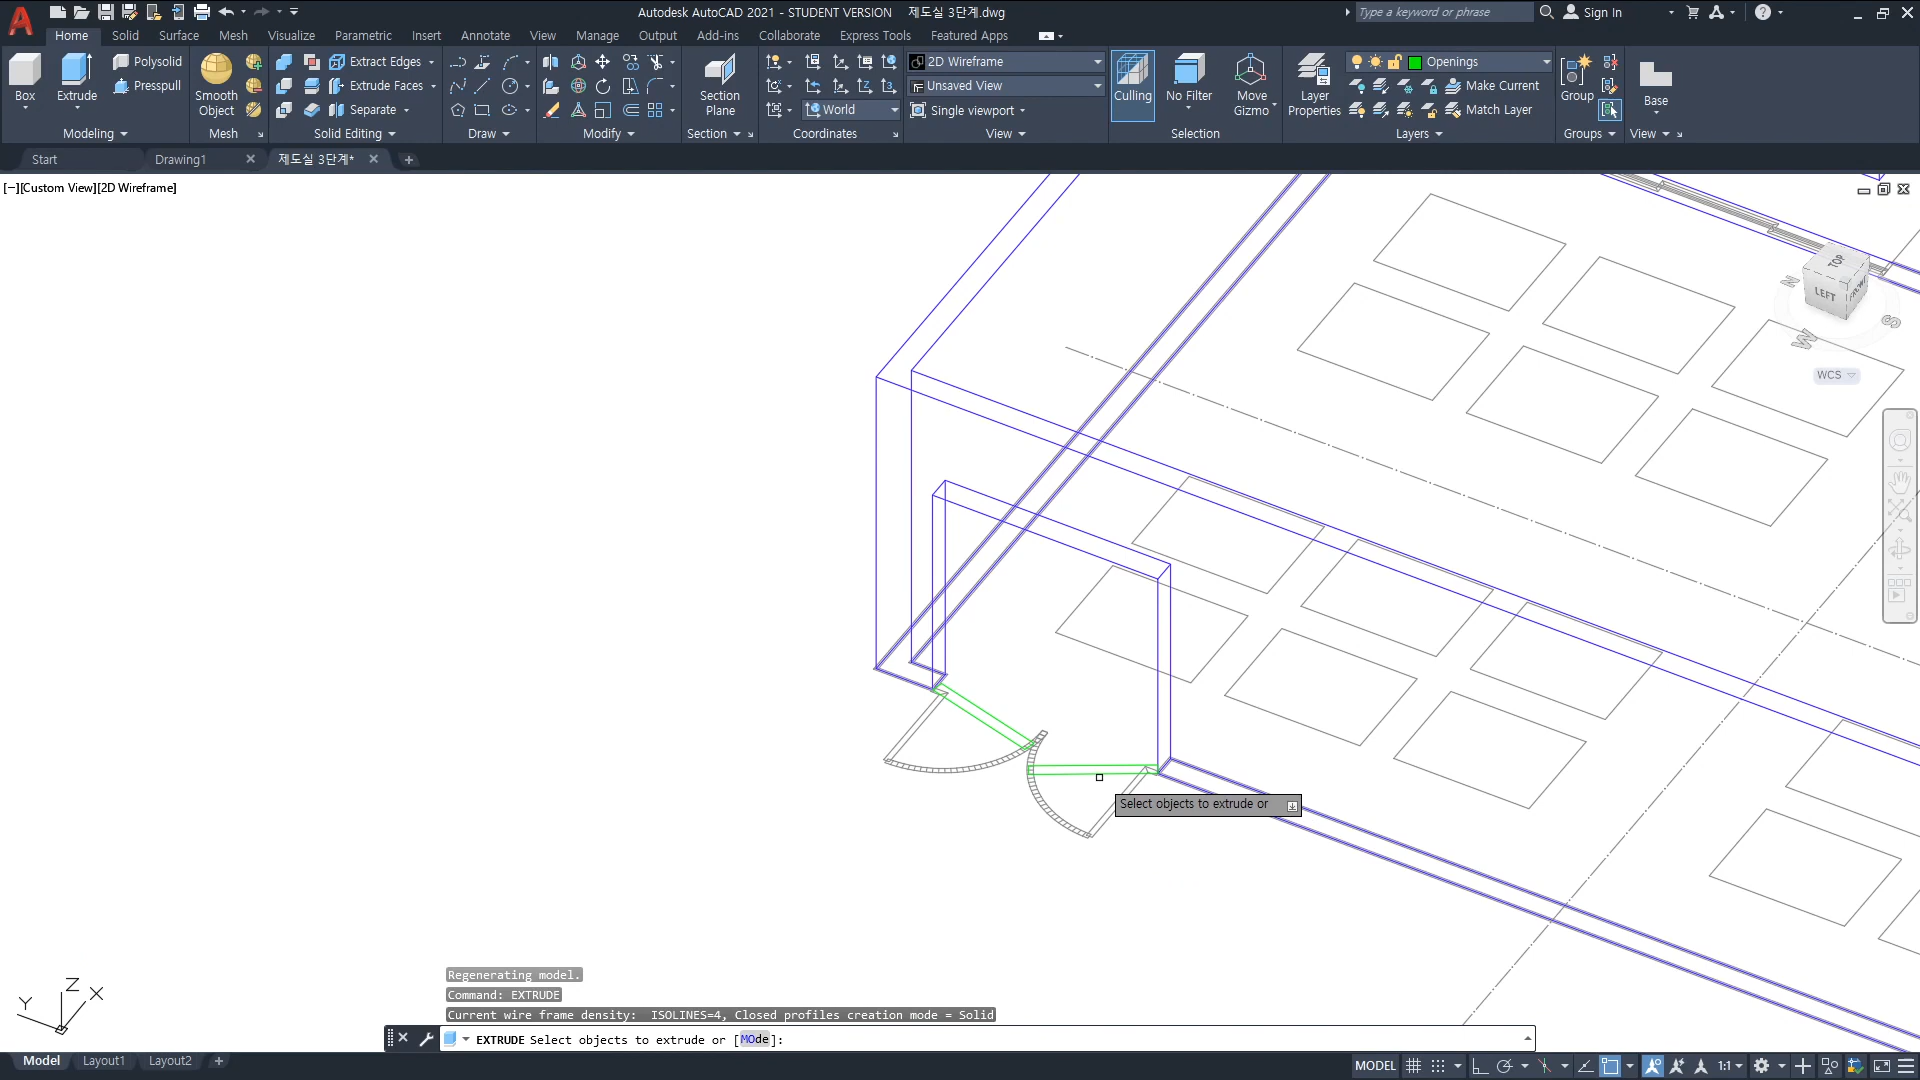 Autodesk AutoCAD 2021 - STUDENT VERSION 제도실 3단계.dwg
Type a keyword or phrase
Sign In
Home Solid Surface Mesh Visualize Parametric Insert Annotate View Manage Output Add-ins Collaborate Express Tools Featured Apps
Box
Extrude
Polysolid
Presspull
Modeling
Smooth
Object
Mesh
Extract Edges
Extrude Faces
Separate
Solid Editing
Draw
Modify
Section
Plane
Section
World
Coordinates
2D Wireframe
Unsaved View
Single viewport
View
Culling
No Filter
Move
Gizmo
Selection
Layer
Properties
Openings
Make Current
Match Layer
Layers
Group
Groups
Base
View
Start
Drawing1
제도실 3단계*
[−][Custom View][2D Wireframe]
TOP
LEFT
FRONT
N
S
W
WCS
Select objects to extrude or
Z
Y
X
Regenerating model.
Command: EXTRUDE
Current wire frame density: ISOLINES=4, Closed profiles creation mode = Solid
EXTRUDE Select objects to extrude or [MOde]:
Model Layout1 Layout2 +
MODEL
1:1